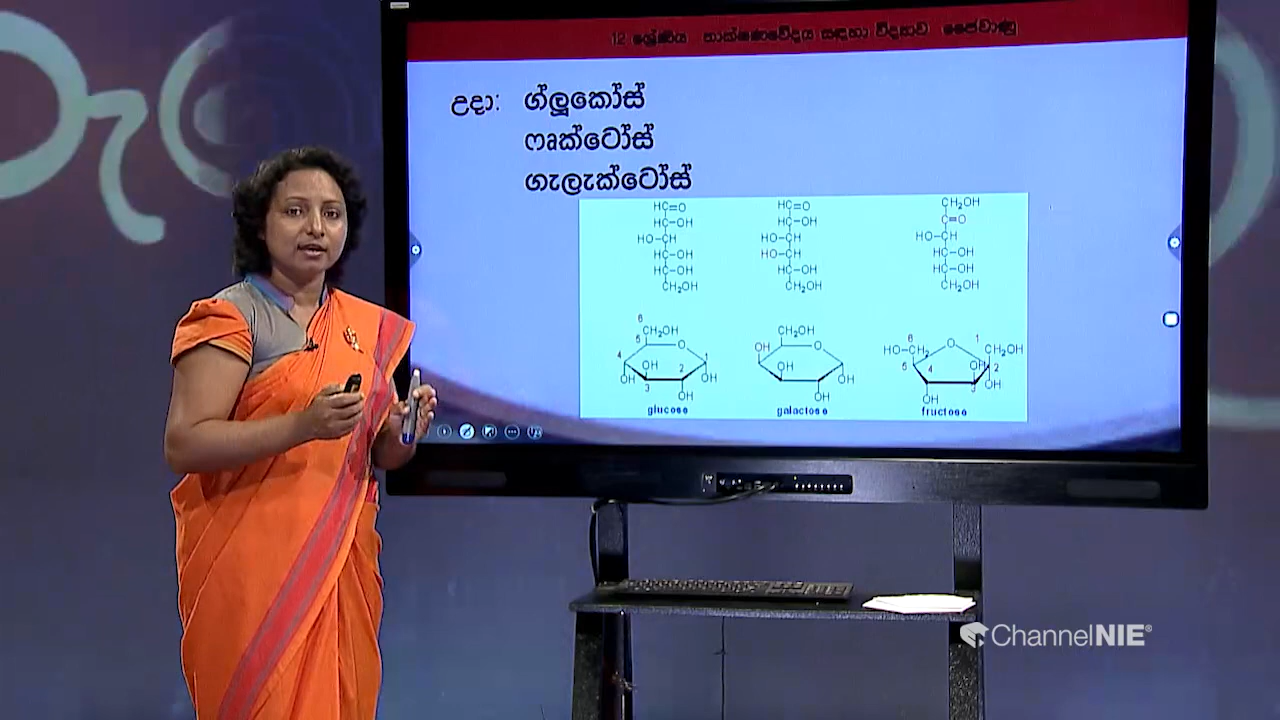 12 ශ්‍රේණිය තාක්ෂණවේදය සඳහා විද්‍යාව ජෛවාණු
උදා: ග්ලූකෝස්
ෆෘක්ටෝස්
ගැලැක්ටෝස්
HC=O HC=O CH₂OH
HC–OH HC–OH C=O
HO–CH HO–CH HO–CH
HC–OH HO–CH HC–OH
HC–OH HC–OH HC–OH
CH₂OH CH₂OH CH₂OH
6 CH₂OH CH₂OH 6 1
5 O O HO–CH₂ O CH₂OH
4 OH 1 OH OH 5 4 OH 2
OH 3 2 OH OH 3 OH
OH OH OH
glucose galactose fructose
ChannelNIE®